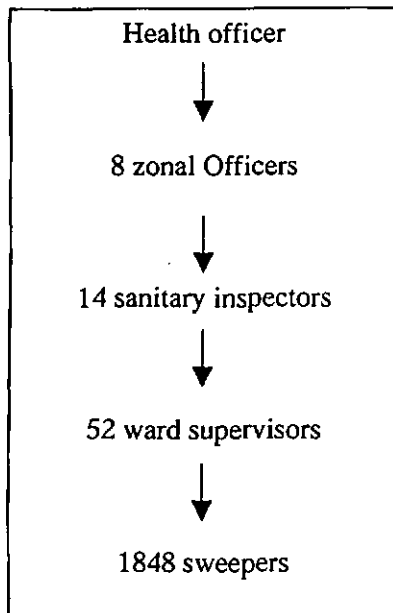 Health officer
8 zonal Officers
14 sanitary inspectors
52 ward supervisors
1848 sweepers